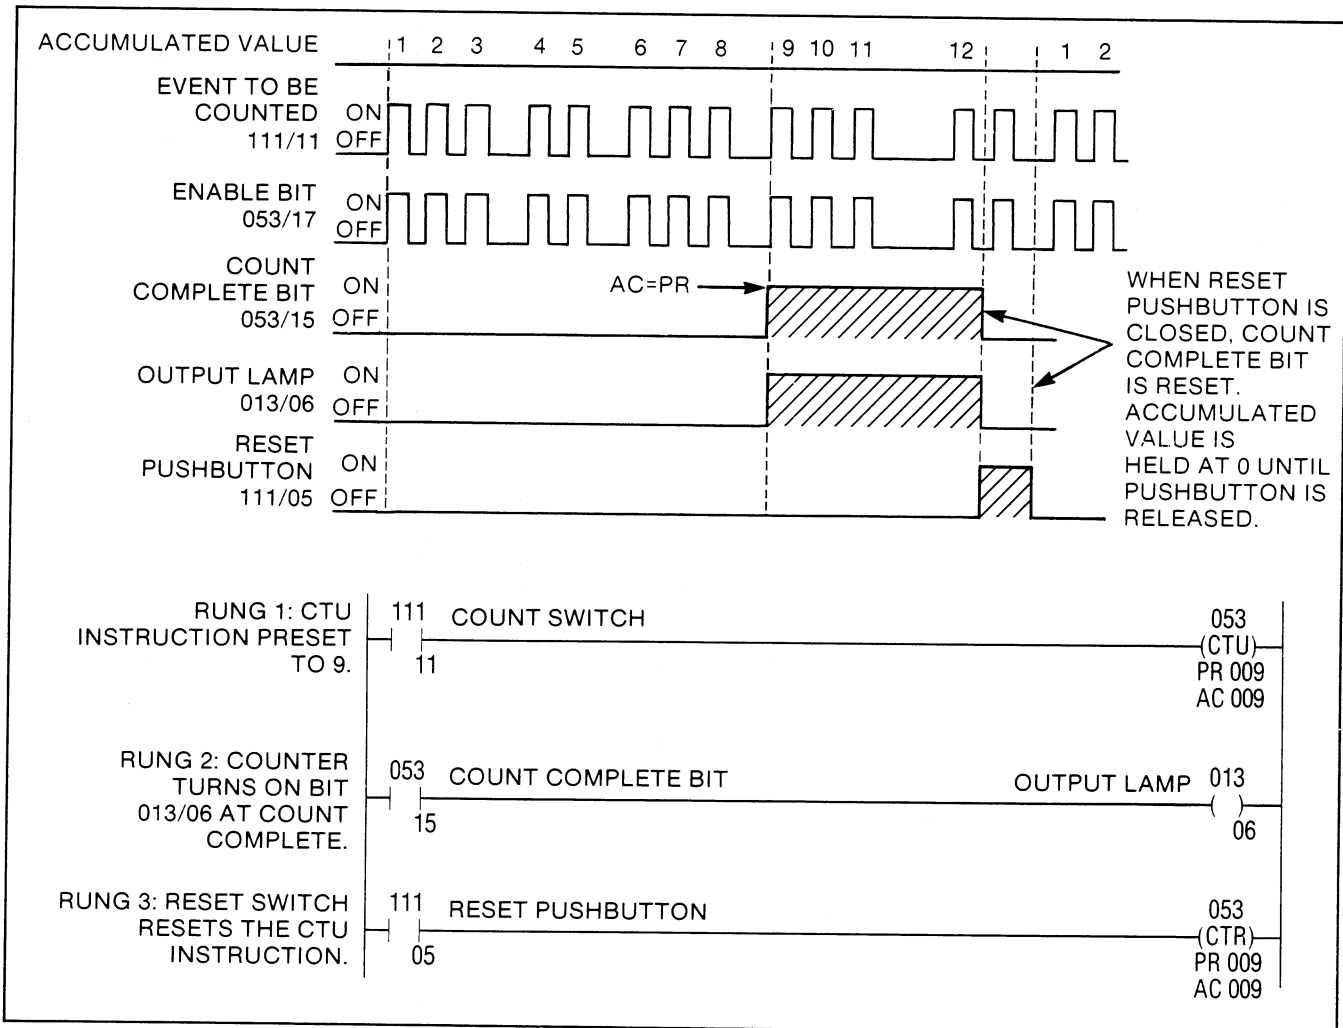 ACCUMULATED VALUE 1 2 3 4 5 6 7 8 9 10 11 12 1 2
EVENT TO BE
COUNTED ON
111/11 OFF
ENABLE BIT ON
053/17 OFF
COUNT
COMPLETE BIT ON
053/15 OFF
AC=PR
OUTPUT LAMP ON
013/06 OFF
RESET
PUSHBUTTON ON
111/05 OFF
WHEN RESET
PUSHBUTTON IS
CLOSED, COUNT
COMPLETE BIT
IS RESET.
ACCUMULATED
VALUE IS
HELD AT 0 UNTIL
PUSHBUTTON IS
RELEASED.
RUNG 1: CTU
INSTRUCTION PRESET
TO 9.
111 COUNT SWITCH
11
053
(CTU)
PR 009
AC 009
RUNG 2: COUNTER
TURNS ON BIT
013/06 AT COUNT
COMPLETE.
053 COUNT COMPLETE BIT
15
OUTPUT LAMP 013
( )
06
RUNG 3: RESET SWITCH
RESETS THE CTU
INSTRUCTION.
111 RESET PUSHBUTTON
05
053
(CTR)
PR 009
AC 009